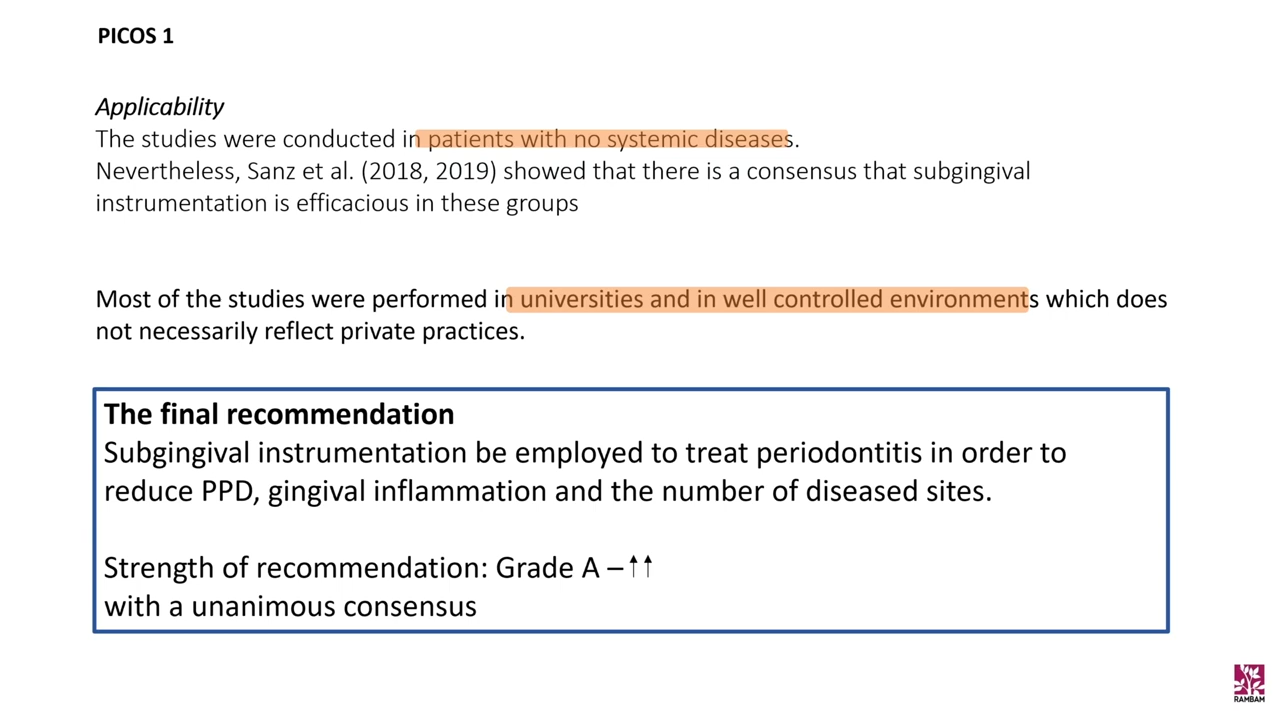 PICOS 1
Applicability
The studies were conducted in patients with no systemic diseases.
Nevertheless, Sanz et al. (2018, 2019) showed that there is a consensus that subgingival
instrumentation is efficacious in these groups
Most of the studies were performed in universities and in well controlled environments which does
not necessarily reflect private practices.
The final recommendation
Subgingival instrumentation be employed to treat periodontitis in order to
reduce PPD, gingival inflammation and the number of diseased sites.
Strength of recommendation: Grade A – ↑↑
with a unanimous consensus
RAMBAM